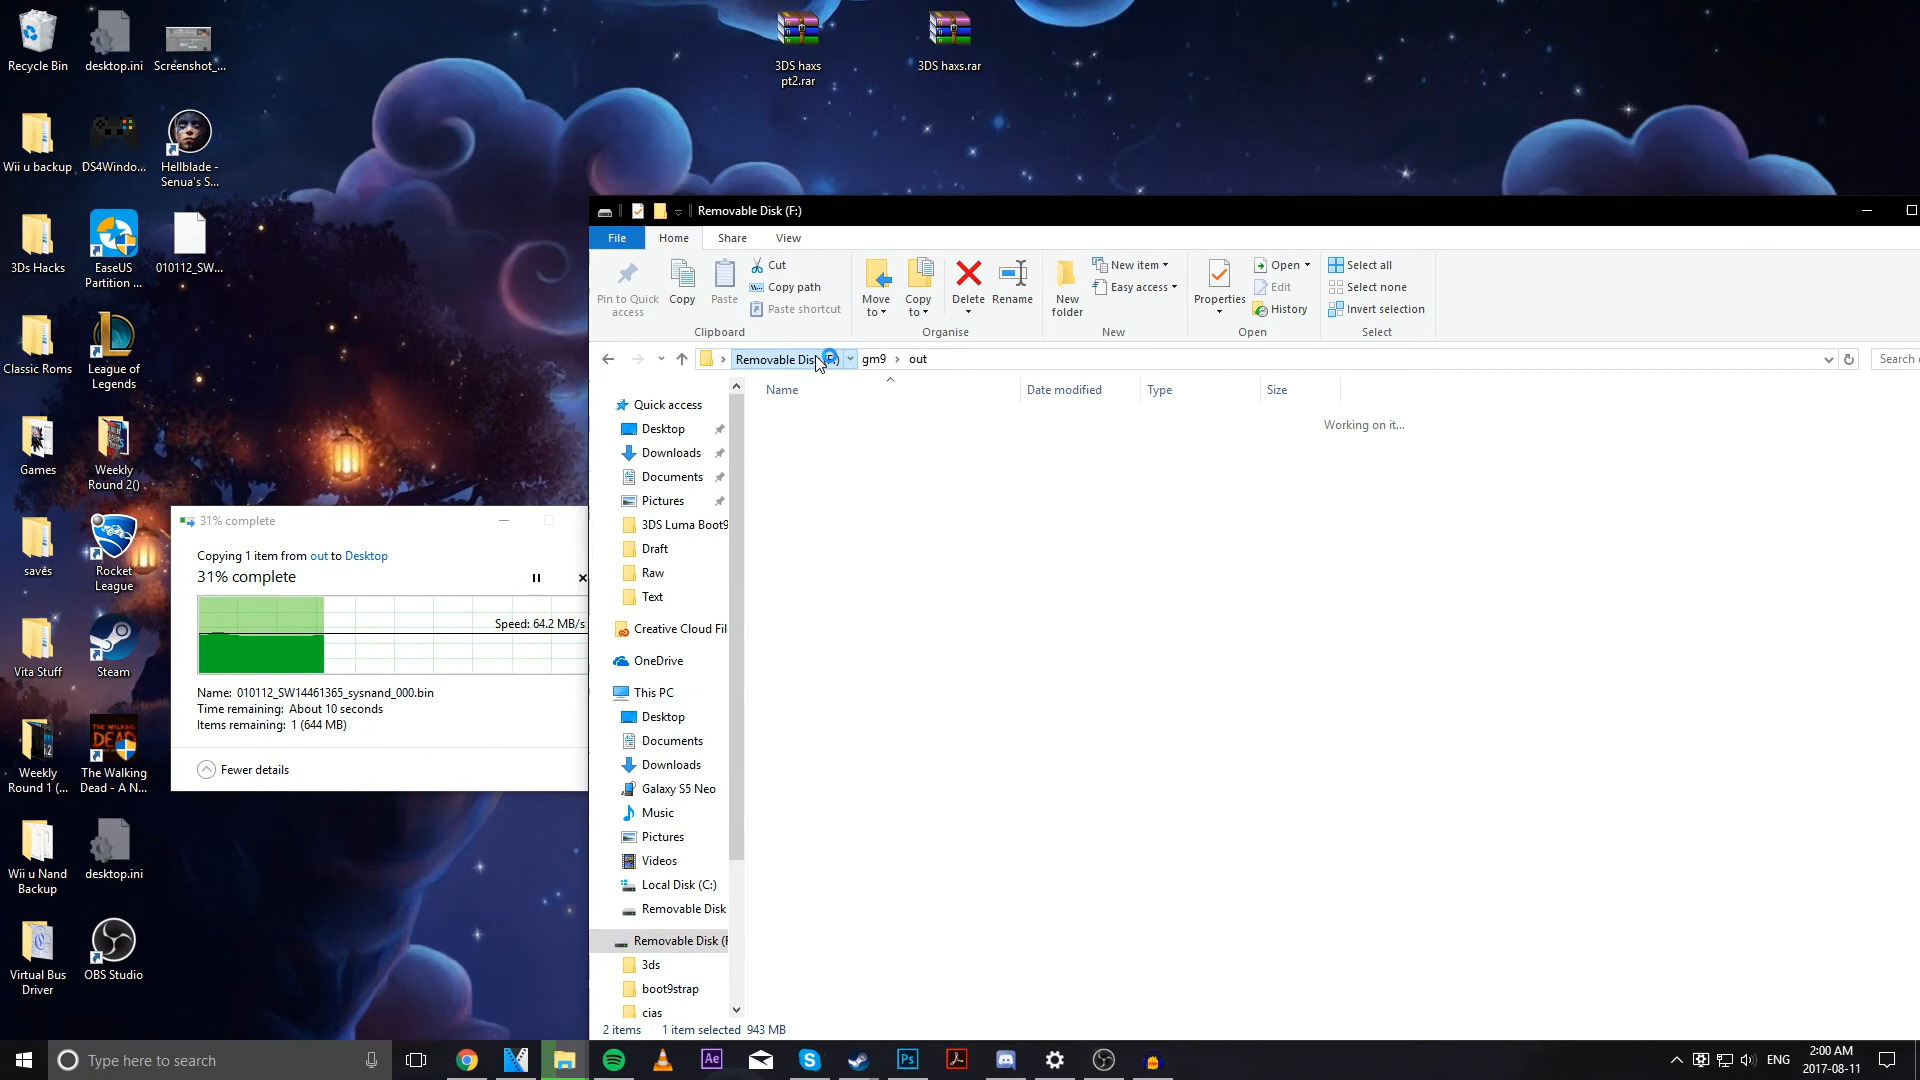 Recycle Bin
desktop.ini
Screenshot_...
3DS haxs
pt2.rar
3DS haxs.rar
Wii u backup
DS4Windo...
Hellblade -
Senua's S...
3Ds Hacks
EaseUS
Partition ...
010112_SW...
Classic Roms
League of
Legends
Games
Weekly
Round 2()
saves
Rocket
League
Vita Stuff
Steam
Weekly
Round 1 (...
The Walking
Dead - A N...
Wii u Nand
Backup
desktop.ini
Virtual Bus
Driver
OBS Studio
31% complete
Copying 1 item from out to Desktop
31% complete
Speed: 64.2 MB/s
Name: 010112_SW14461365_sysnand_000.bin
Time remaining: About 10 seconds
Items remaining: 1 (644 MB)
Fewer details
Removable Disk (F:)
File Home Share View
Pin to Quick
access
Copy
Paste
Cut
Copy path
Paste shortcut
Clipboard
Move
to
Copy
to
Delete
Rename
Organise
New
folder
New item
Easy access
New
Properties
Open
Edit
History
Open
Select all
Select none
Invert selection
Select
gm9 out
Search
Name Date modified Type Size
Working on it...
Quick access
Desktop
Downloads
Documents
Pictures
3DS Luma Boot9
Draft
Raw
Text
Creative Cloud Fil
OneDrive
This PC
Desktop
Documents
Downloads
Galaxy S5 Neo
Music
Pictures
Videos
Local Disk (C:)
Removable Disk
Removable Disk (F
3ds
boot9strap
cias
2 items 1 item selected 943 MB
Type here to search
Ae
Ps
ENG
2:00 AM
2017-08-11